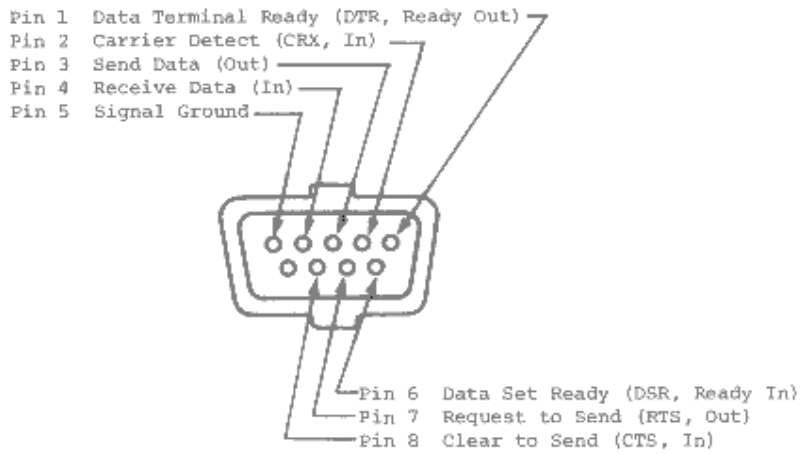 Pin 1 Data Terminal Ready (DTR, Ready Out)
Pin 2 Carrier Detect (CRX, In)
Pin 3 Send Data (Out)
Pin 4 Receive Data (In)
Pin 5 Signal Ground
Pin 6 Data Set Ready (DSR, Ready In)
Pin 7 Request to Send (RTS, Out)
Pin 8 Clear to Send (CTS, In)